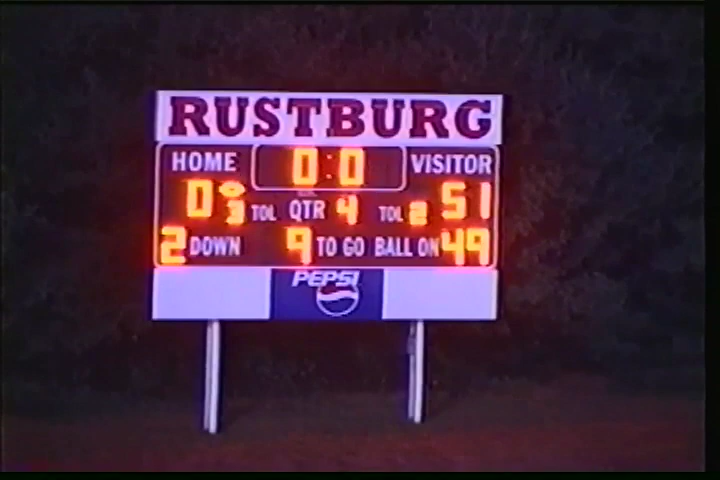 RUSTBURG
HOME 0:0 VISITOR
0 3 TOL QTR 4 TOL 2 51
2 DOWN 9 TO GO BALL ON 49
PEPSI